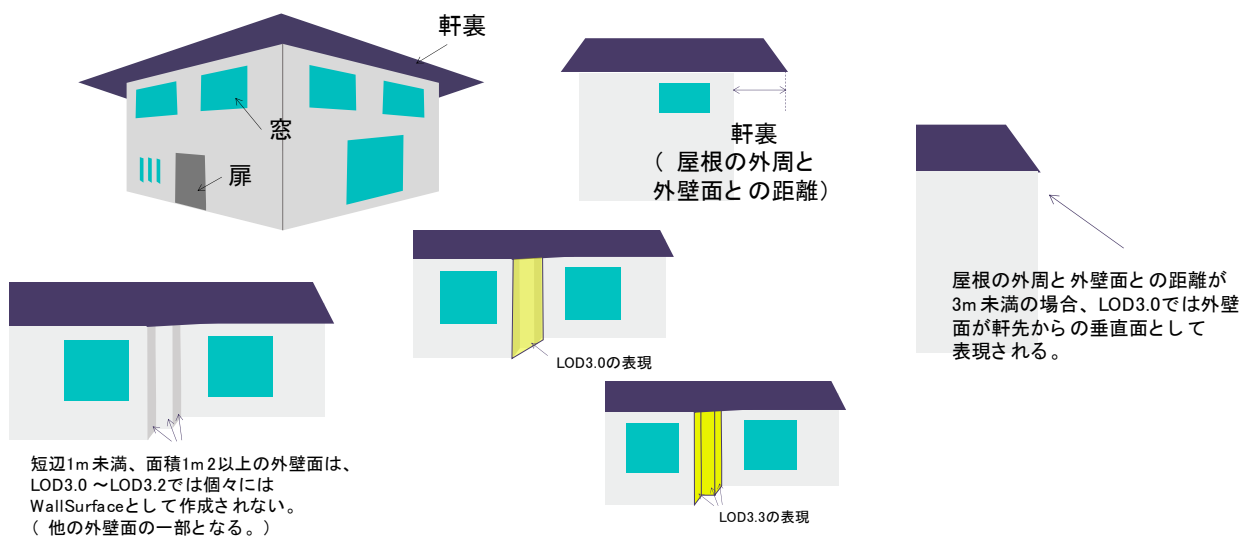 軒裏
窓
扉
軒裏
（ 屋根の外周と
外壁面との距離）
屋根の外周と外壁面との距離が
3m未満の場合、LOD3.0では外壁
面が軒先からの垂直面として
表現される。
LOD3.0の表現
短辺1m未満、面積1m2以上の外壁面は、
LOD3.0 ～LOD3.2では個々には
WallSurfaceとして作成されない。
（ 他の外壁面の一部となる。）
LOD3.3の表現